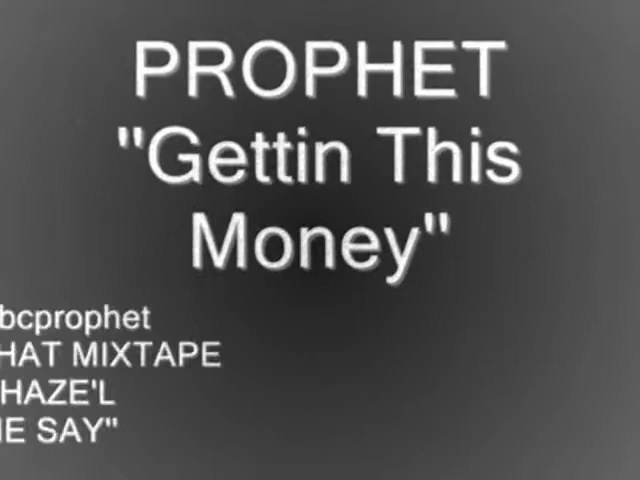 PROPHET
"Gettin This
Money"
bcprophet
HAT MIXTAPE
HAZE'L
E SAY"